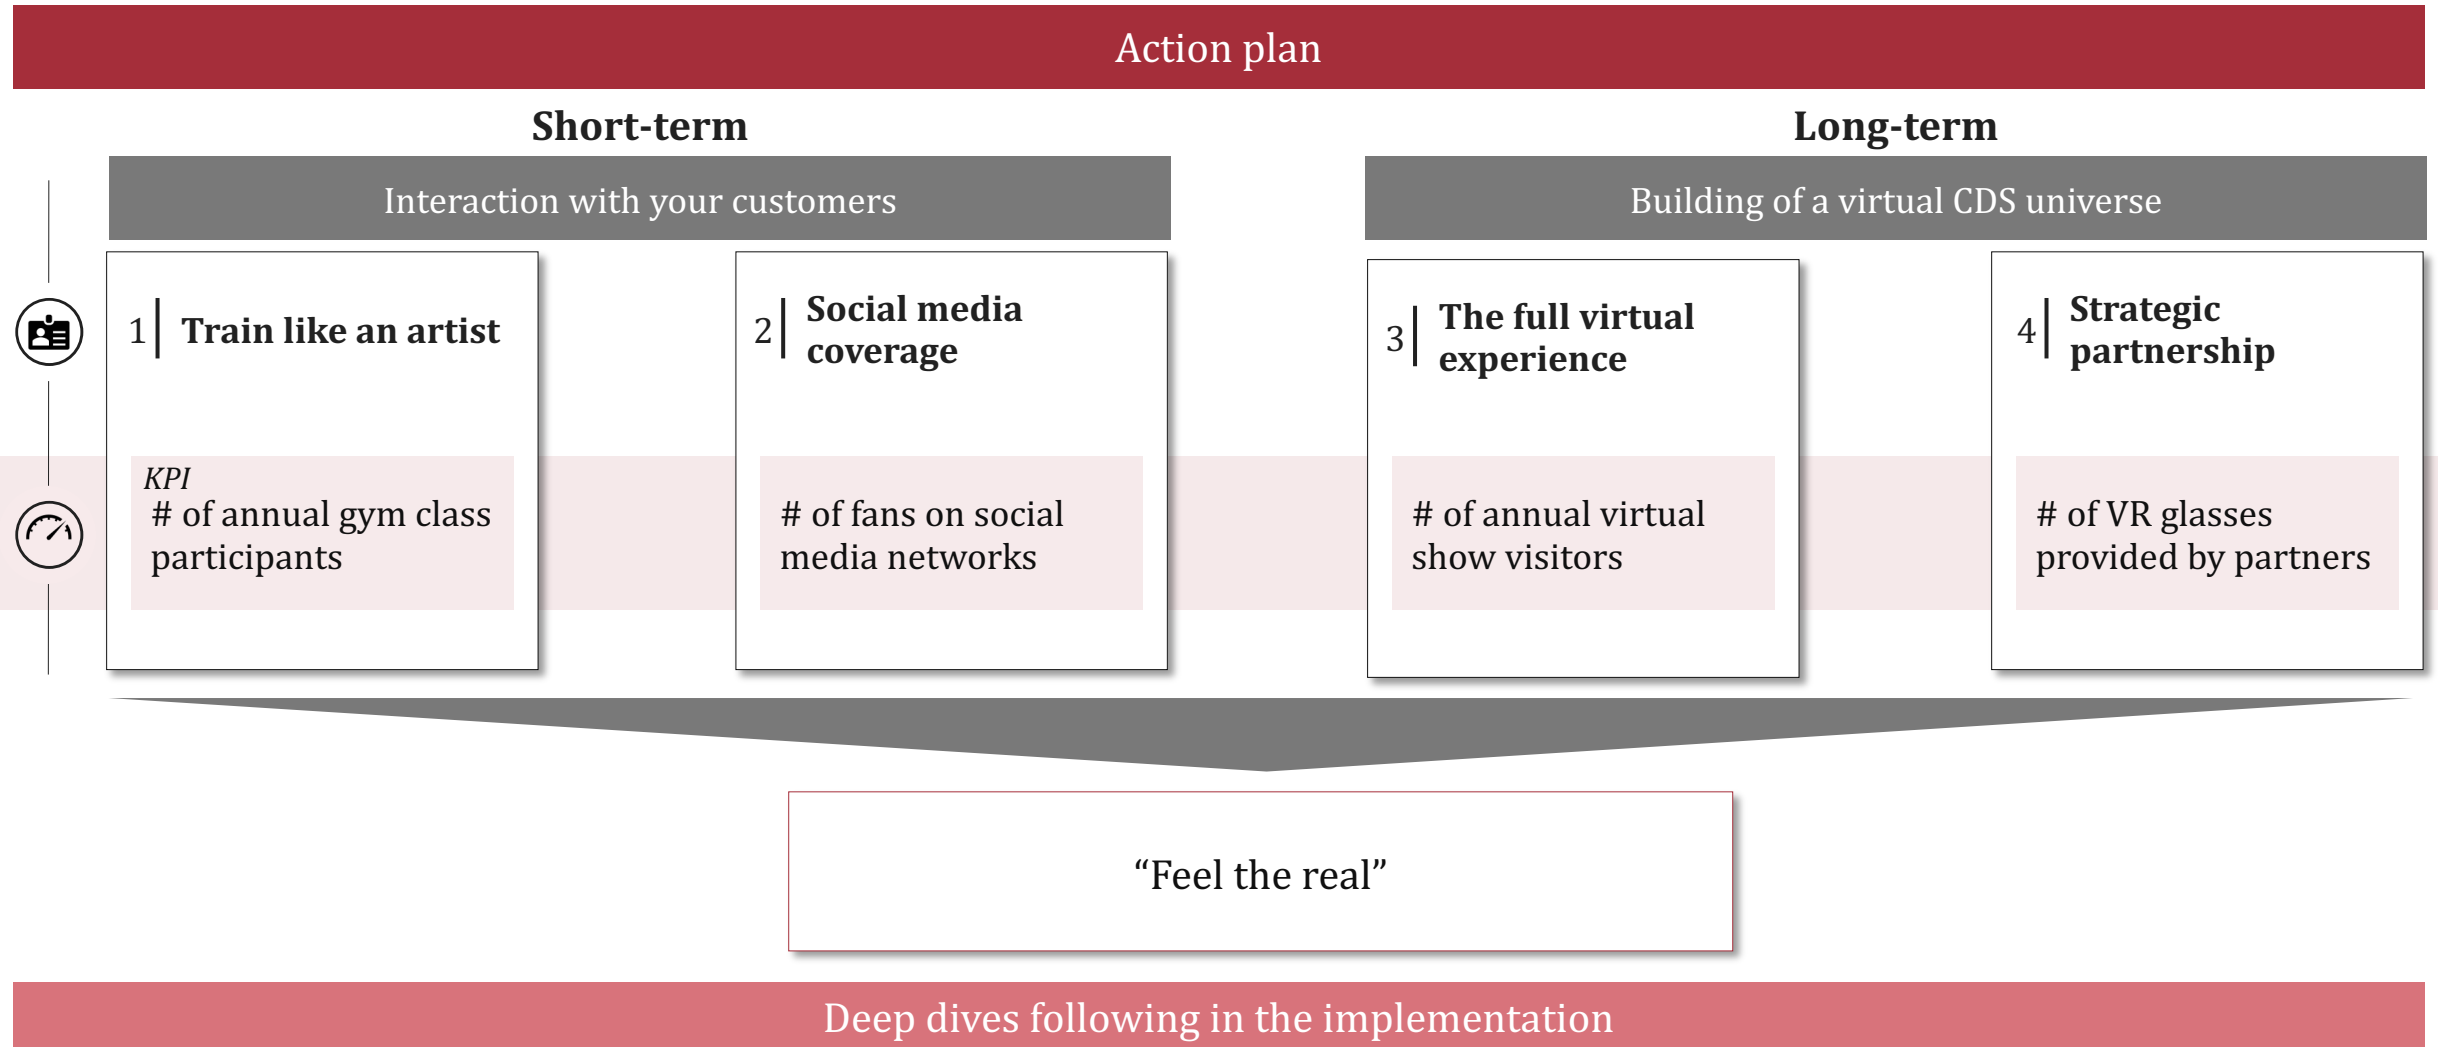 Action plan
Short-term
Long-term
Interaction with your customers
Building of a virtual CDS universe
1
Train like an artist
2
Social media
coverage
3
The full virtual
experience
4
Strategic
partnership
KPI
# of annual gym class
participants
# of fans on social
media networks
# of annual virtual
show visitors
# of VR glasses
provided by partners
“Feel the real”
Deep dives following in the implementation